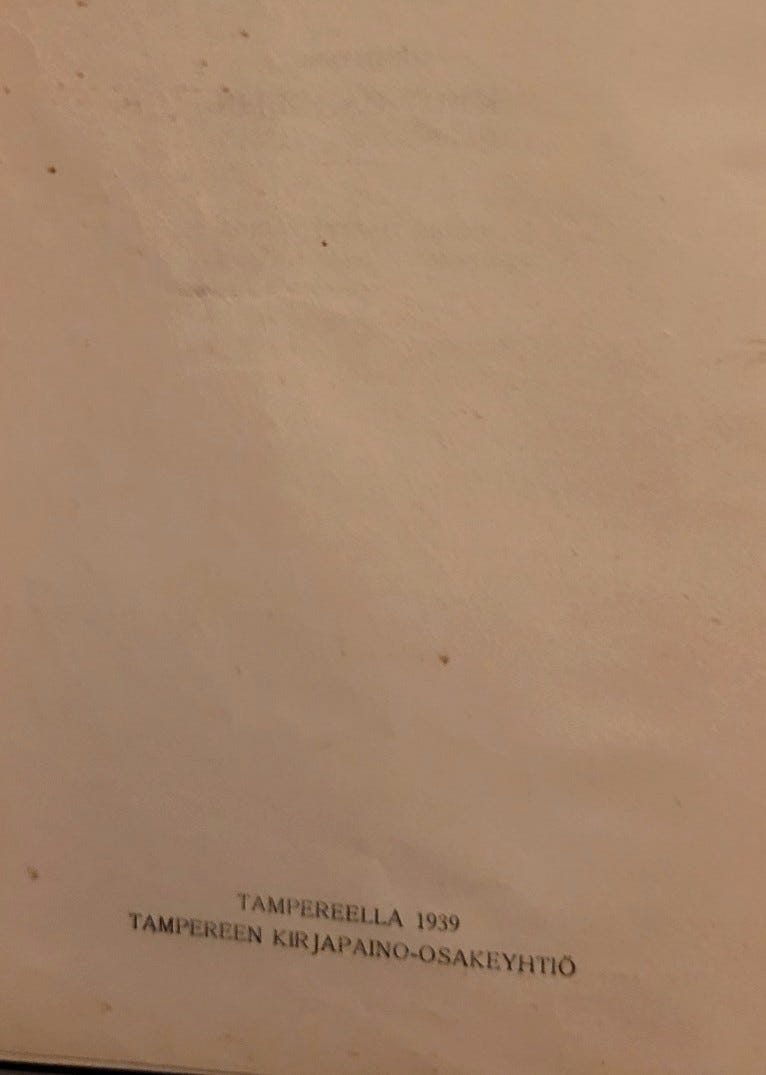 TAMPEREELLA 1939
TAMPEREEN KIRJAPAINO-OSAKEYHTIÖ